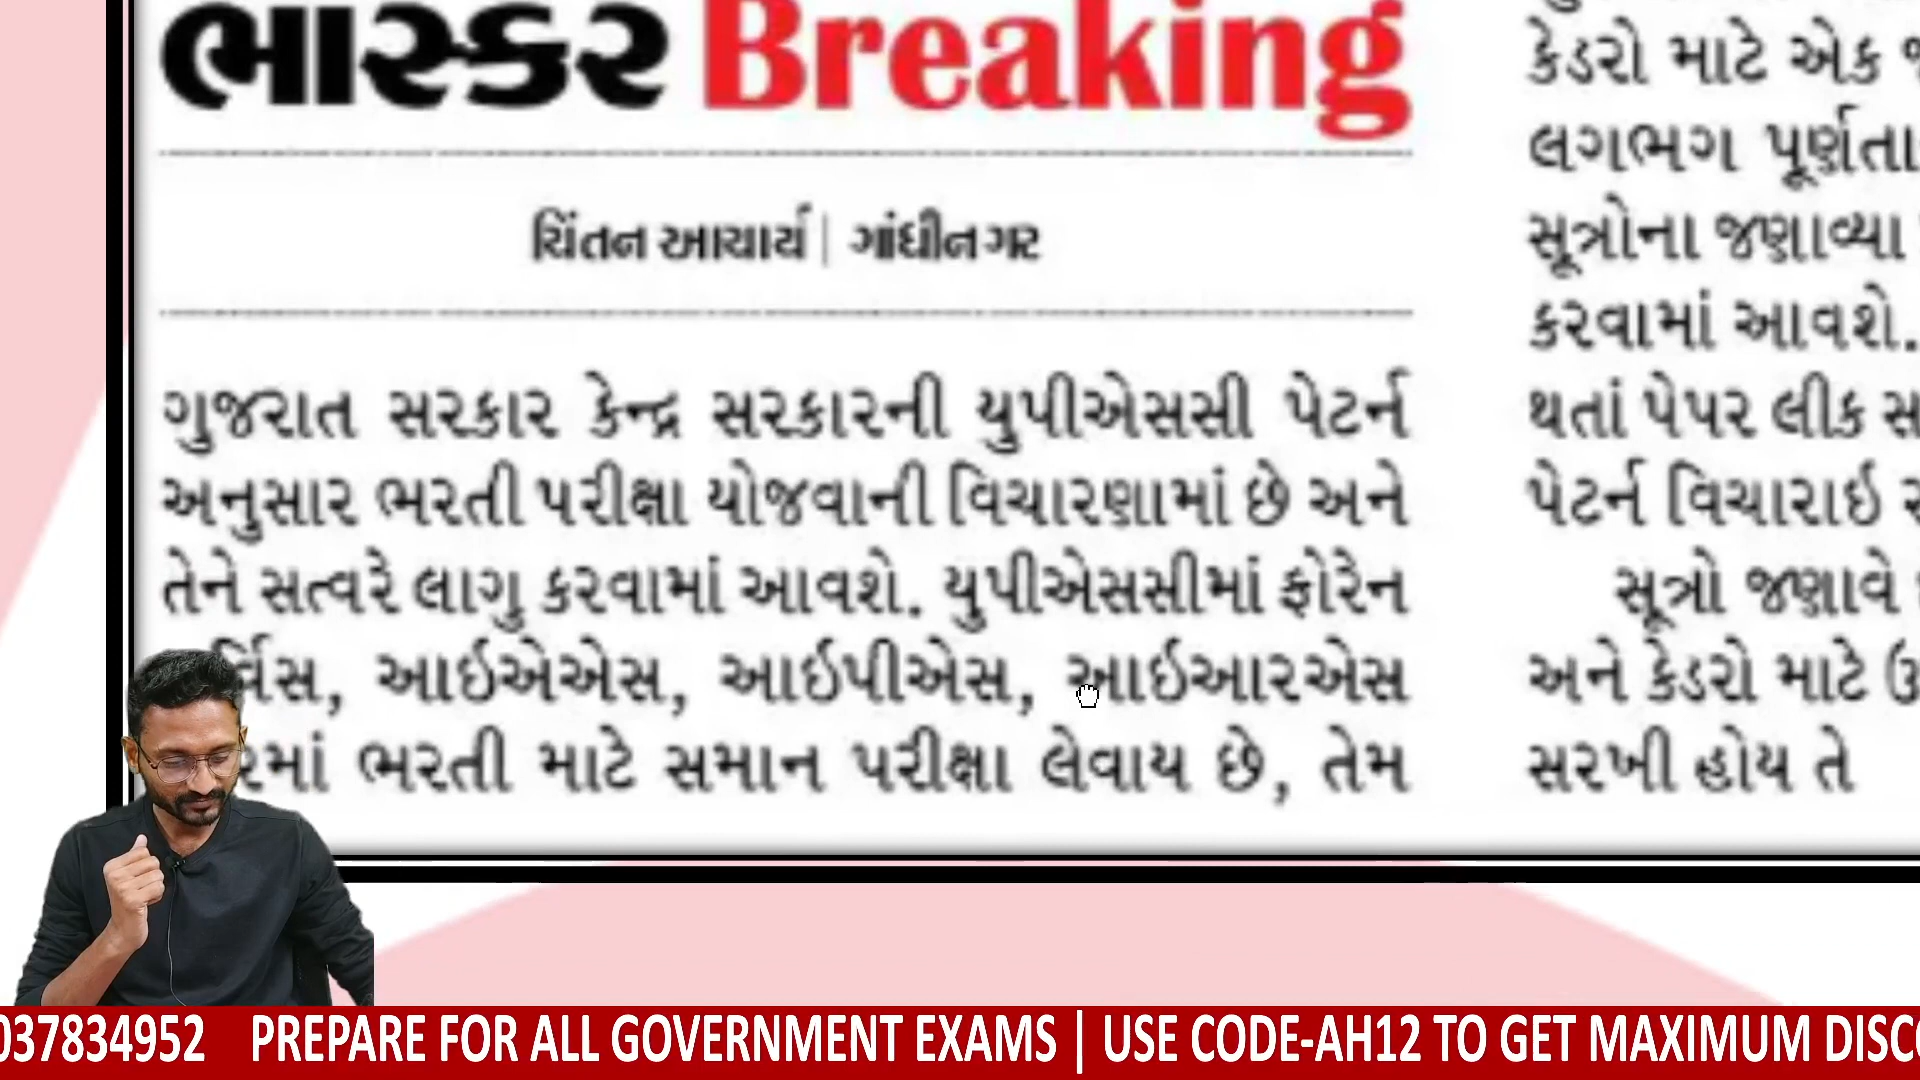 ભાસ્કર Breaking
ચિંતન આચાર્ય | ગાંધીનગર
ગુજરાત સરકાર કેન્દ્ર સરકારની યુપીએસસી પેટર્ન
અનુસાર ભરતી પરીક્ષા યોજવાની વિચારણામાં છે અને
તેને સત્વરે લાગુ કરવામાં આવશે. યુપીએસસીમાં ફોરેન
આઈએએસ, આઈપીએસ, આઈઆરએસ
ભરતી માટે સમાન પરીક્ષા લેવાય છે, તેમ
કેડરો માટે એક
લગભગ
સૂત્રોના જણાવ્યા
કરવામાં આવશે.
થતાં પેપર લીક
પેટર્ન વિચારાઇ
સૂત્રો જણાવે
અને કેડરો માટે
સરખી હોય તે
037834952 PREPARE FOR ALL GOVERNMENT EXAMS | USE CODE-AH12 TO GET MAXIMUM